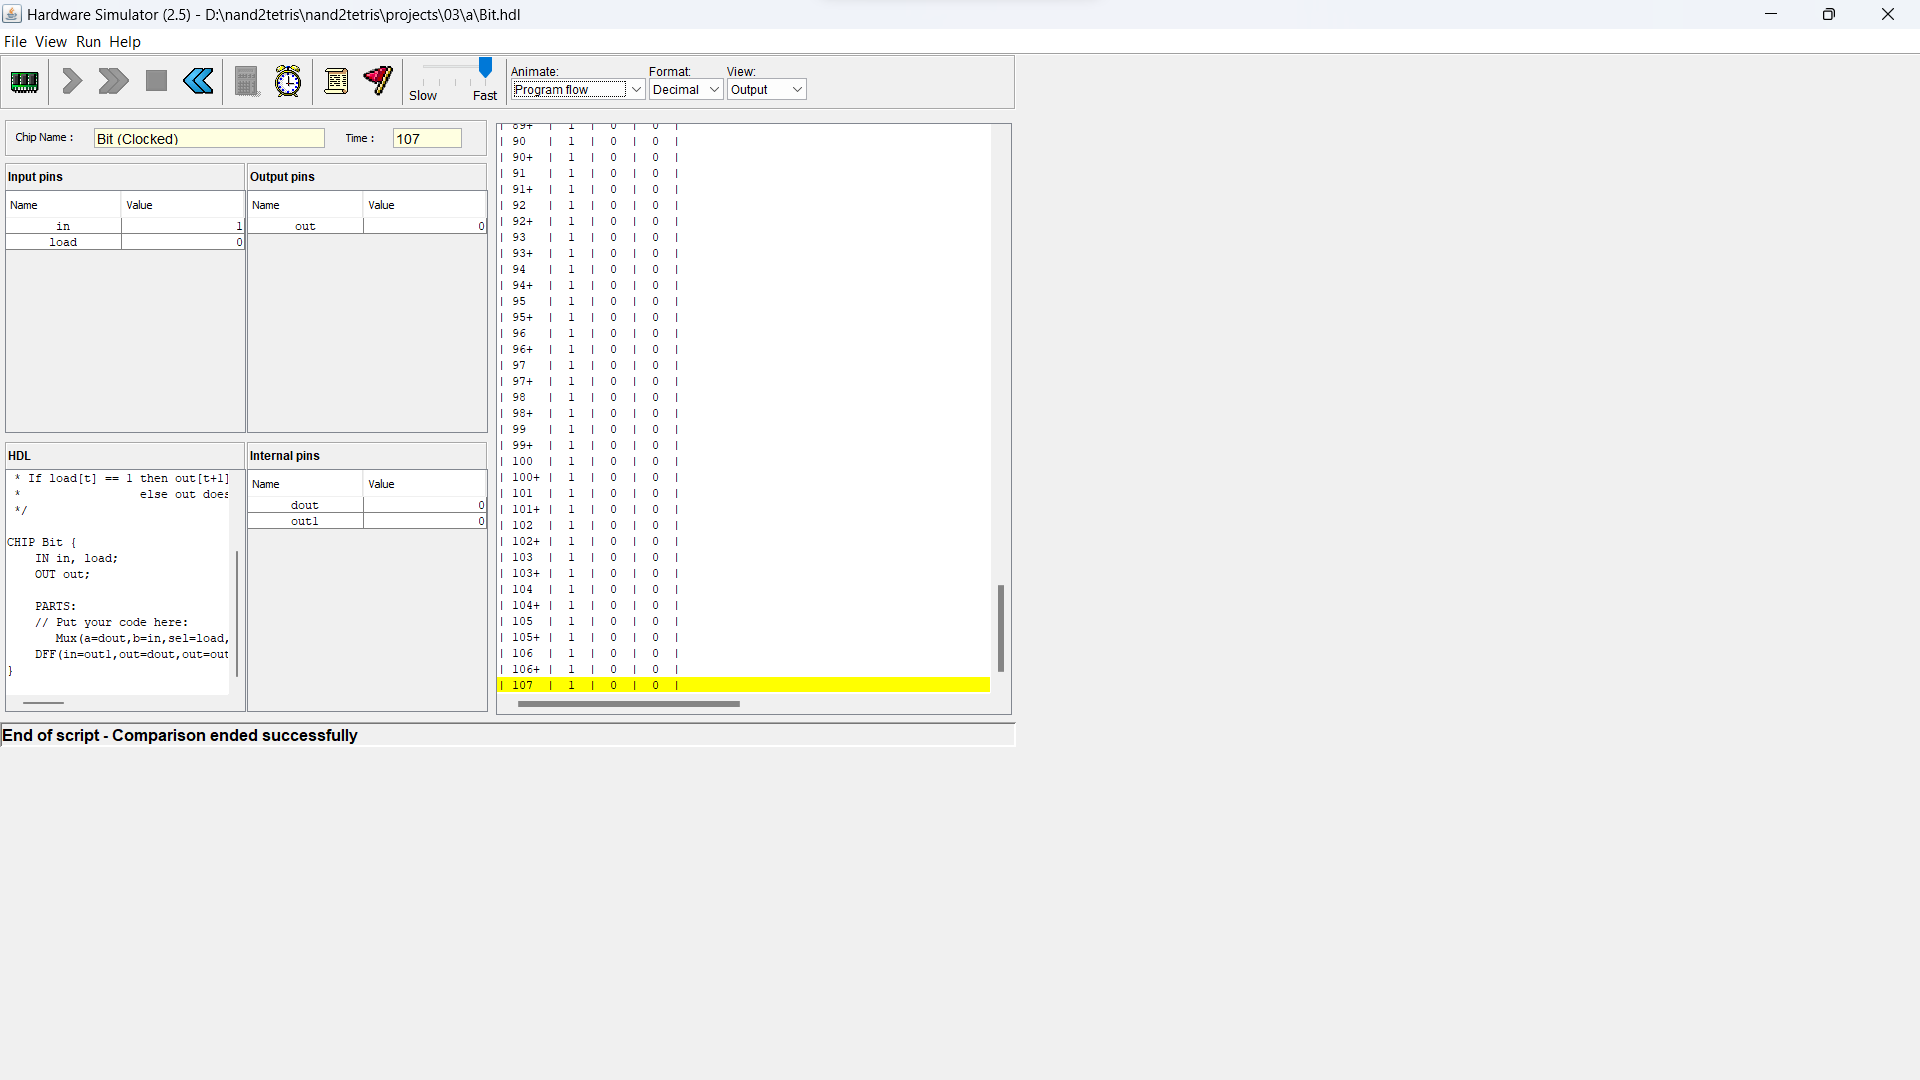 Hardware Simulator (2.5) - D:\nand2tetris\nand2tetris\projects\03\a\Bit.hdl
File View Run Help
Slow Fast
Animate:
Program flow
Format:
Decimal
View:
Output
Chip Name :
Bit (Clocked)
Time :
107
Input pins
Name Value
in 1
load 0
Output pins
Name Value
out 0
HDL
* If load[t] == 1 then out[t+1]
* else out does
*/
CHIP Bit {
IN in, load;
OUT out;
PARTS:
// Put your code here:
Mux(a=dout,b=in,sel=load,
DFF(in=out1,out=dout,out=out
}
Internal pins
Name Value
dout 0
out1 0
| 89+ | 1 | 0 | 0 |
| 90 | 1 | 0 | 0 |
| 90+ | 1 | 0 | 0 |
| 91 | 1 | 0 | 0 |
| 91+ | 1 | 0 | 0 |
| 92 | 1 | 0 | 0 |
| 92+ | 1 | 0 | 0 |
| 93 | 1 | 0 | 0 |
| 93+ | 1 | 0 | 0 |
| 94 | 1 | 0 | 0 |
| 94+ | 1 | 0 | 0 |
| 95 | 1 | 0 | 0 |
| 95+ | 1 | 0 | 0 |
| 96 | 1 | 0 | 0 |
| 96+ | 1 | 0 | 0 |
| 97 | 1 | 0 | 0 |
| 97+ | 1 | 0 | 0 |
| 98 | 1 | 0 | 0 |
| 98+ | 1 | 0 | 0 |
| 99 | 1 | 0 | 0 |
| 99+ | 1 | 0 | 0 |
| 100 | 1 | 0 | 0 |
| 100+ | 1 | 0 | 0 |
| 101 | 1 | 0 | 0 |
| 101+ | 1 | 0 | 0 |
| 102 | 1 | 0 | 0 |
| 102+ | 1 | 0 | 0 |
| 103 | 1 | 0 | 0 |
| 103+ | 1 | 0 | 0 |
| 104 | 1 | 0 | 0 |
| 104+ | 1 | 0 | 0 |
| 105 | 1 | 0 | 0 |
| 105+ | 1 | 0 | 0 |
| 106 | 1 | 0 | 0 |
| 106+ | 1 | 0 | 0 |
| 107 | 1 | 0 | 0 |
End of script - Comparison ended successfully